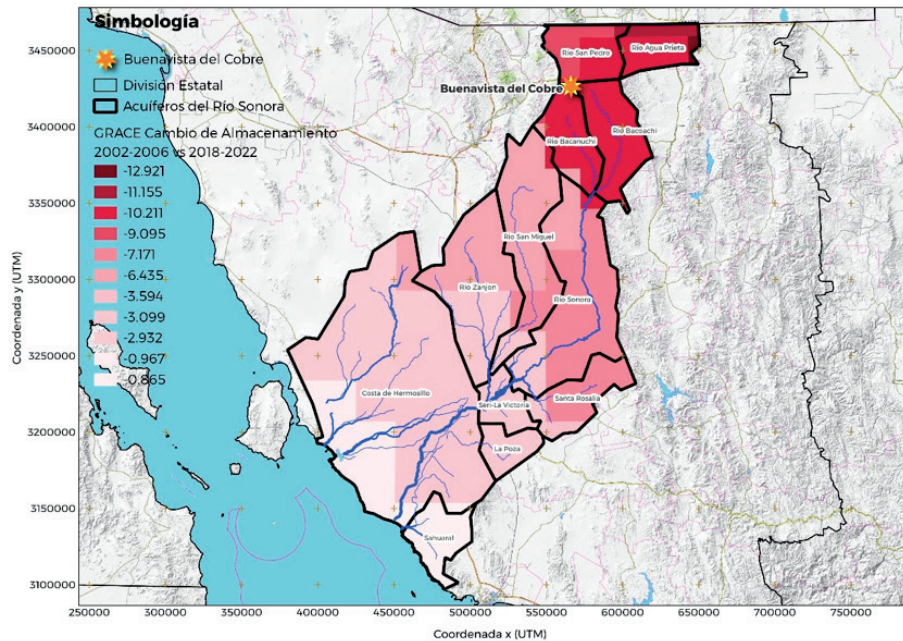 Simbología
Buenavista del Cobre
División Estatal
Acuíferos del Río Sonora
GRACE Cambio de Almacenamiento
2002-2006 vs 2018-2022
-12.921
-11.155
-10.211
-9.095
-7.171
-6.435
-3.594
-3.099
-2.932
-0.967
-0.865
Río San Pedro
Río Agua Prieta
Buenavista del Cobre
Río Bacanuchi
Río Bacoachi
Río San Miguel
Río Zanjon
Río Sonora
Costa de Hermosillo
Seri-La Victoria
Santa Rosalia
La Poza
Sahuaral
Coordenada y (UTM)
3450000
3400000
3350000
3300000
3250000
3200000
3150000
3100000
250000 300000 350000 400000 450000 500000 550000 600000 650000 700000 750000
Coordenada x (UTM)